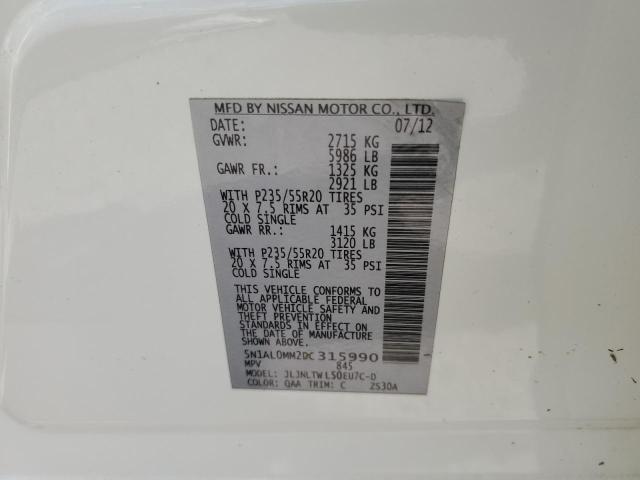 MFD BY NISSAN MOTOR CO., LTD.
DATE: 07/12
GVWR: 2715 KG
5986 LB
GAWR FR.: 1325 KG
2921 LB
WITH P235/55R20 TIRES
20 X 7.5 RIMS AT 35 PSI
COLD SINGLE
GAWR RR.: 1415 KG
3120 LB
WITH P235/55R20 TIRES
20 X 7.5 RIMS AT 35 PSI
COLD SINGLE
THIS VEHICLE CONFORMS TO
ALL APPLICABLE FEDERAL
MOTOR VEHICLE SAFETY AND
THEFT PREVENTION
STANDARDS IN EFFECT ON
THE DATE OF MANUFACTURE
SHOWN ABOVE.
5N1AL0MM2DC315990
MPV 845
MODEL: JLJNLTWL50EU7C-D
COLOR: QAA TRIM: C 2S30A